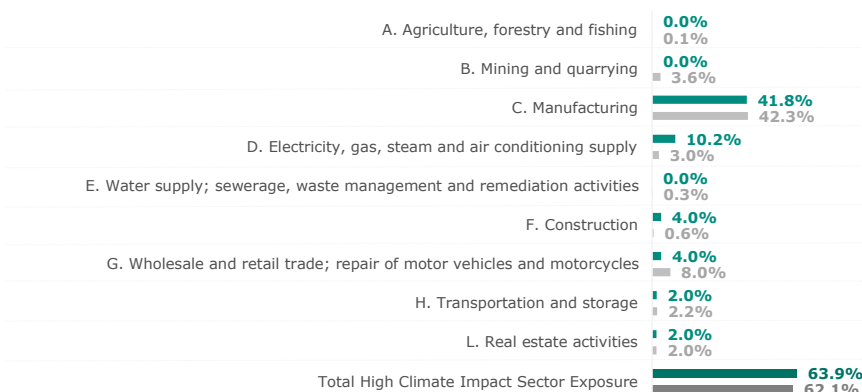 A. Agriculture, forestry and fishing 0.0%
0.1%
B. Mining and quarrying 0.0%
3.6%
C. Manufacturing 41.8%
42.3%
D. Electricity, gas, steam and air conditioning supply 10.2%
3.0%
E. Water supply; sewerage, waste management and remediation activities 0.0%
0.3%
F. Construction 4.0%
0.6%
G. Wholesale and retail trade; repair of motor vehicles and motorcycles 4.0%
8.0%
H. Transportation and storage 2.0%
2.2%
L. Real estate activities 2.0%
2.0%
Total High Climate Impact Sector Exposure 63.9%
62.1%